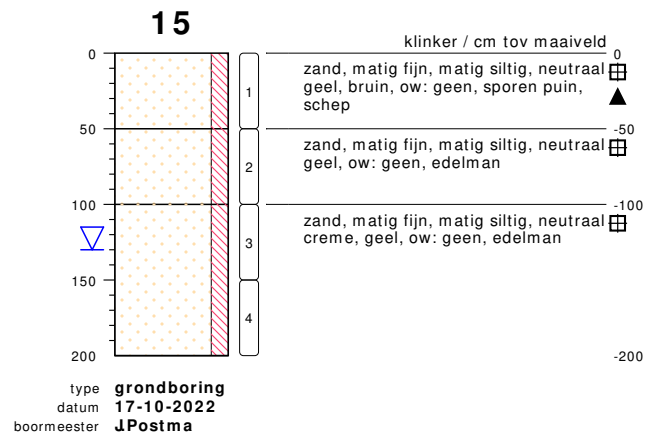 15
klinker / cm tov maaiveld
0
0
zand, matig fijn, matig siltig, neutraal
geel, bruin, ow: geen, sporen puin,
schep
1
50
-50
zand, matig fijn, matig siltig, neutraal
geel, ow: geen, edelman
2
100
-100
zand, matig fijn, matig siltig, neutraal
creme, geel, ow: geen, edelman
3
150
4
200
-200
type grondboring
datum 17-10-2022
boormeester J.Postma